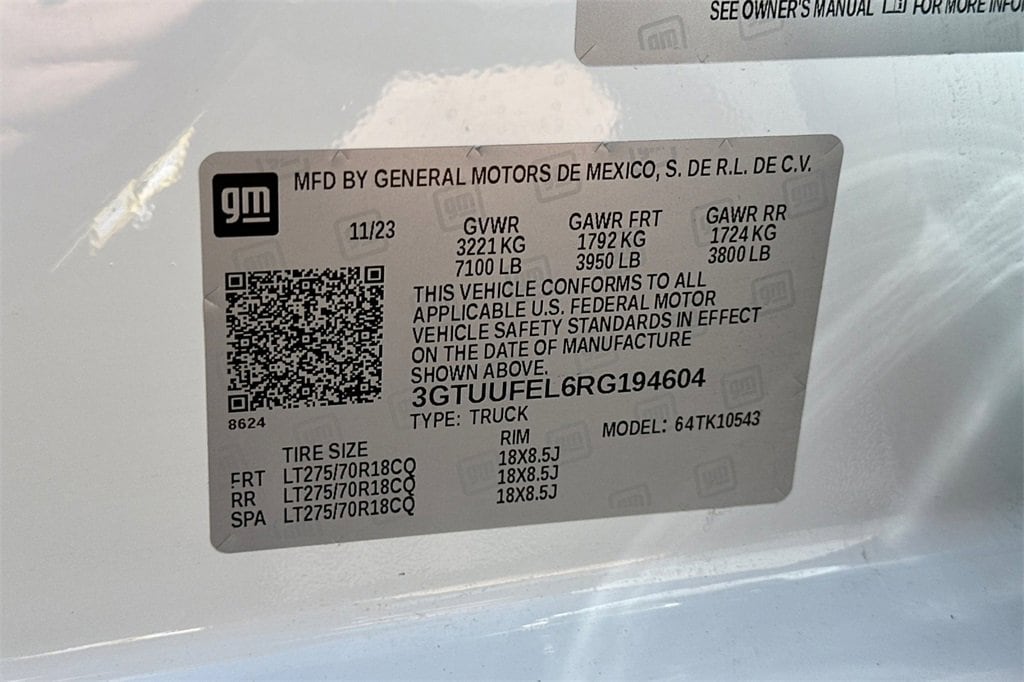 SEE OWNER'S MANUAL FOR MORE
gm MFD BY GENERAL MOTORS DE MEXICO, S. DE R.L. DE C.V.
11/23 GVWR GAWR FRT GAWR RR
3221 KG 1792 KG 1724 KG
7100 LB 3950 LB 3800 LB
THIS VEHICLE CONFORMS TO ALL
APPLICABLE U.S. FEDERAL MOTOR
VEHICLE SAFETY STANDARDS IN EFFECT
ON THE DATE OF MANUFACTURE
SHOWN ABOVE.
3GTUUFEL6RG194604
8624
TYPE: TRUCK MODEL: 64TK10543
TIRE SIZE RIM
FRT LT275/70R18CQ 18X8.5J
RR LT275/70R18CQ 18X8.5J
SPA LT275/70R18CQ 18X8.5J